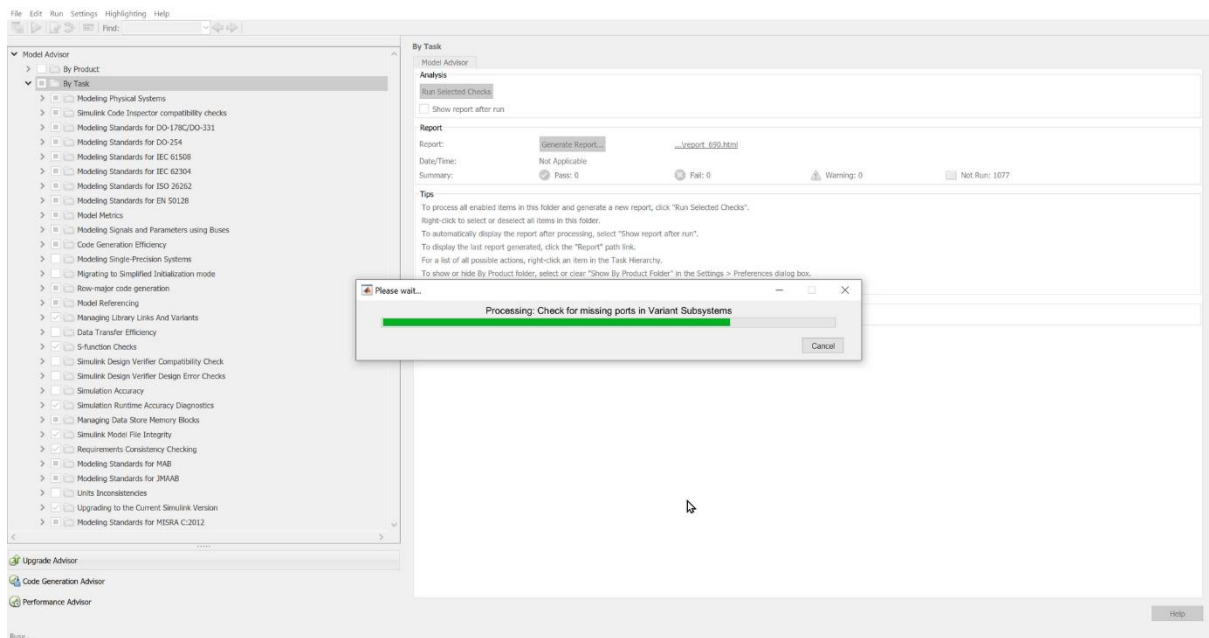 File Edit Run Settings Highlighting Help
Find:
Model Advisor
By Product
By Task
Modeling Physical Systems
Simulink Code Inspector compatibility checks
Modeling Standards for DO-178C/DO-331
Modeling Standards for DO-254
Modeling Standards for IEC 61508
Modeling Standards for IEC 62304
Modeling Standards for ISO 26262
Modeling Standards for EN 50128
Model Metrics
Modeling Signals and Parameters using Buses
Code Generation Efficiency
Modeling Single-Precision Systems
Migrating to Simplified Initialization mode
Row-major code generation
Model Referencing
Managing Library Links And Variants
Data Transfer Efficiency
S-function Checks
Simulink Design Verifier Compatibility Check
Simulink Design Verifier Design Error Checks
Simulation Accuracy
Simulation Runtime Accuracy Diagnostics
Managing Data Store Memory Blocks
Simulink Model File Integrity
Requirements Consistency Checking
Modeling Standards for MAB
Modeling Standards for JMAAB
Units Inconsistencies
Upgrading to the Current Simulink Version
Modeling Standards for MISRA C:2012
Upgrade Advisor
Code Generation Advisor
Performance Advisor
Busy...
By Task
Model Advisor
Analysis
Run Selected Checks
Show report after run
Report
Report: Generate Report... ...\report_690.html
Date/Time: Not Applicable
Summary: Pass: 0 Fail: 0 Warning: 0 Not Run: 1077
Tips
To process all enabled items in this folder and generate a new report, click "Run Selected Checks".
Right-click to select or deselect all items in this folder.
To automatically display the report after processing, select "Show report after run".
To display the last report generated, click the "Report" path link.
For a list of all possible actions, right-click an item in the Task Hierarchy.
To show or hide By Product folder, select or clear "Show By Product Folder" in the Settings > Preferences dialog box.
Please wait...
Processing: Check for missing ports in Variant Subsystems
Cancel
Help